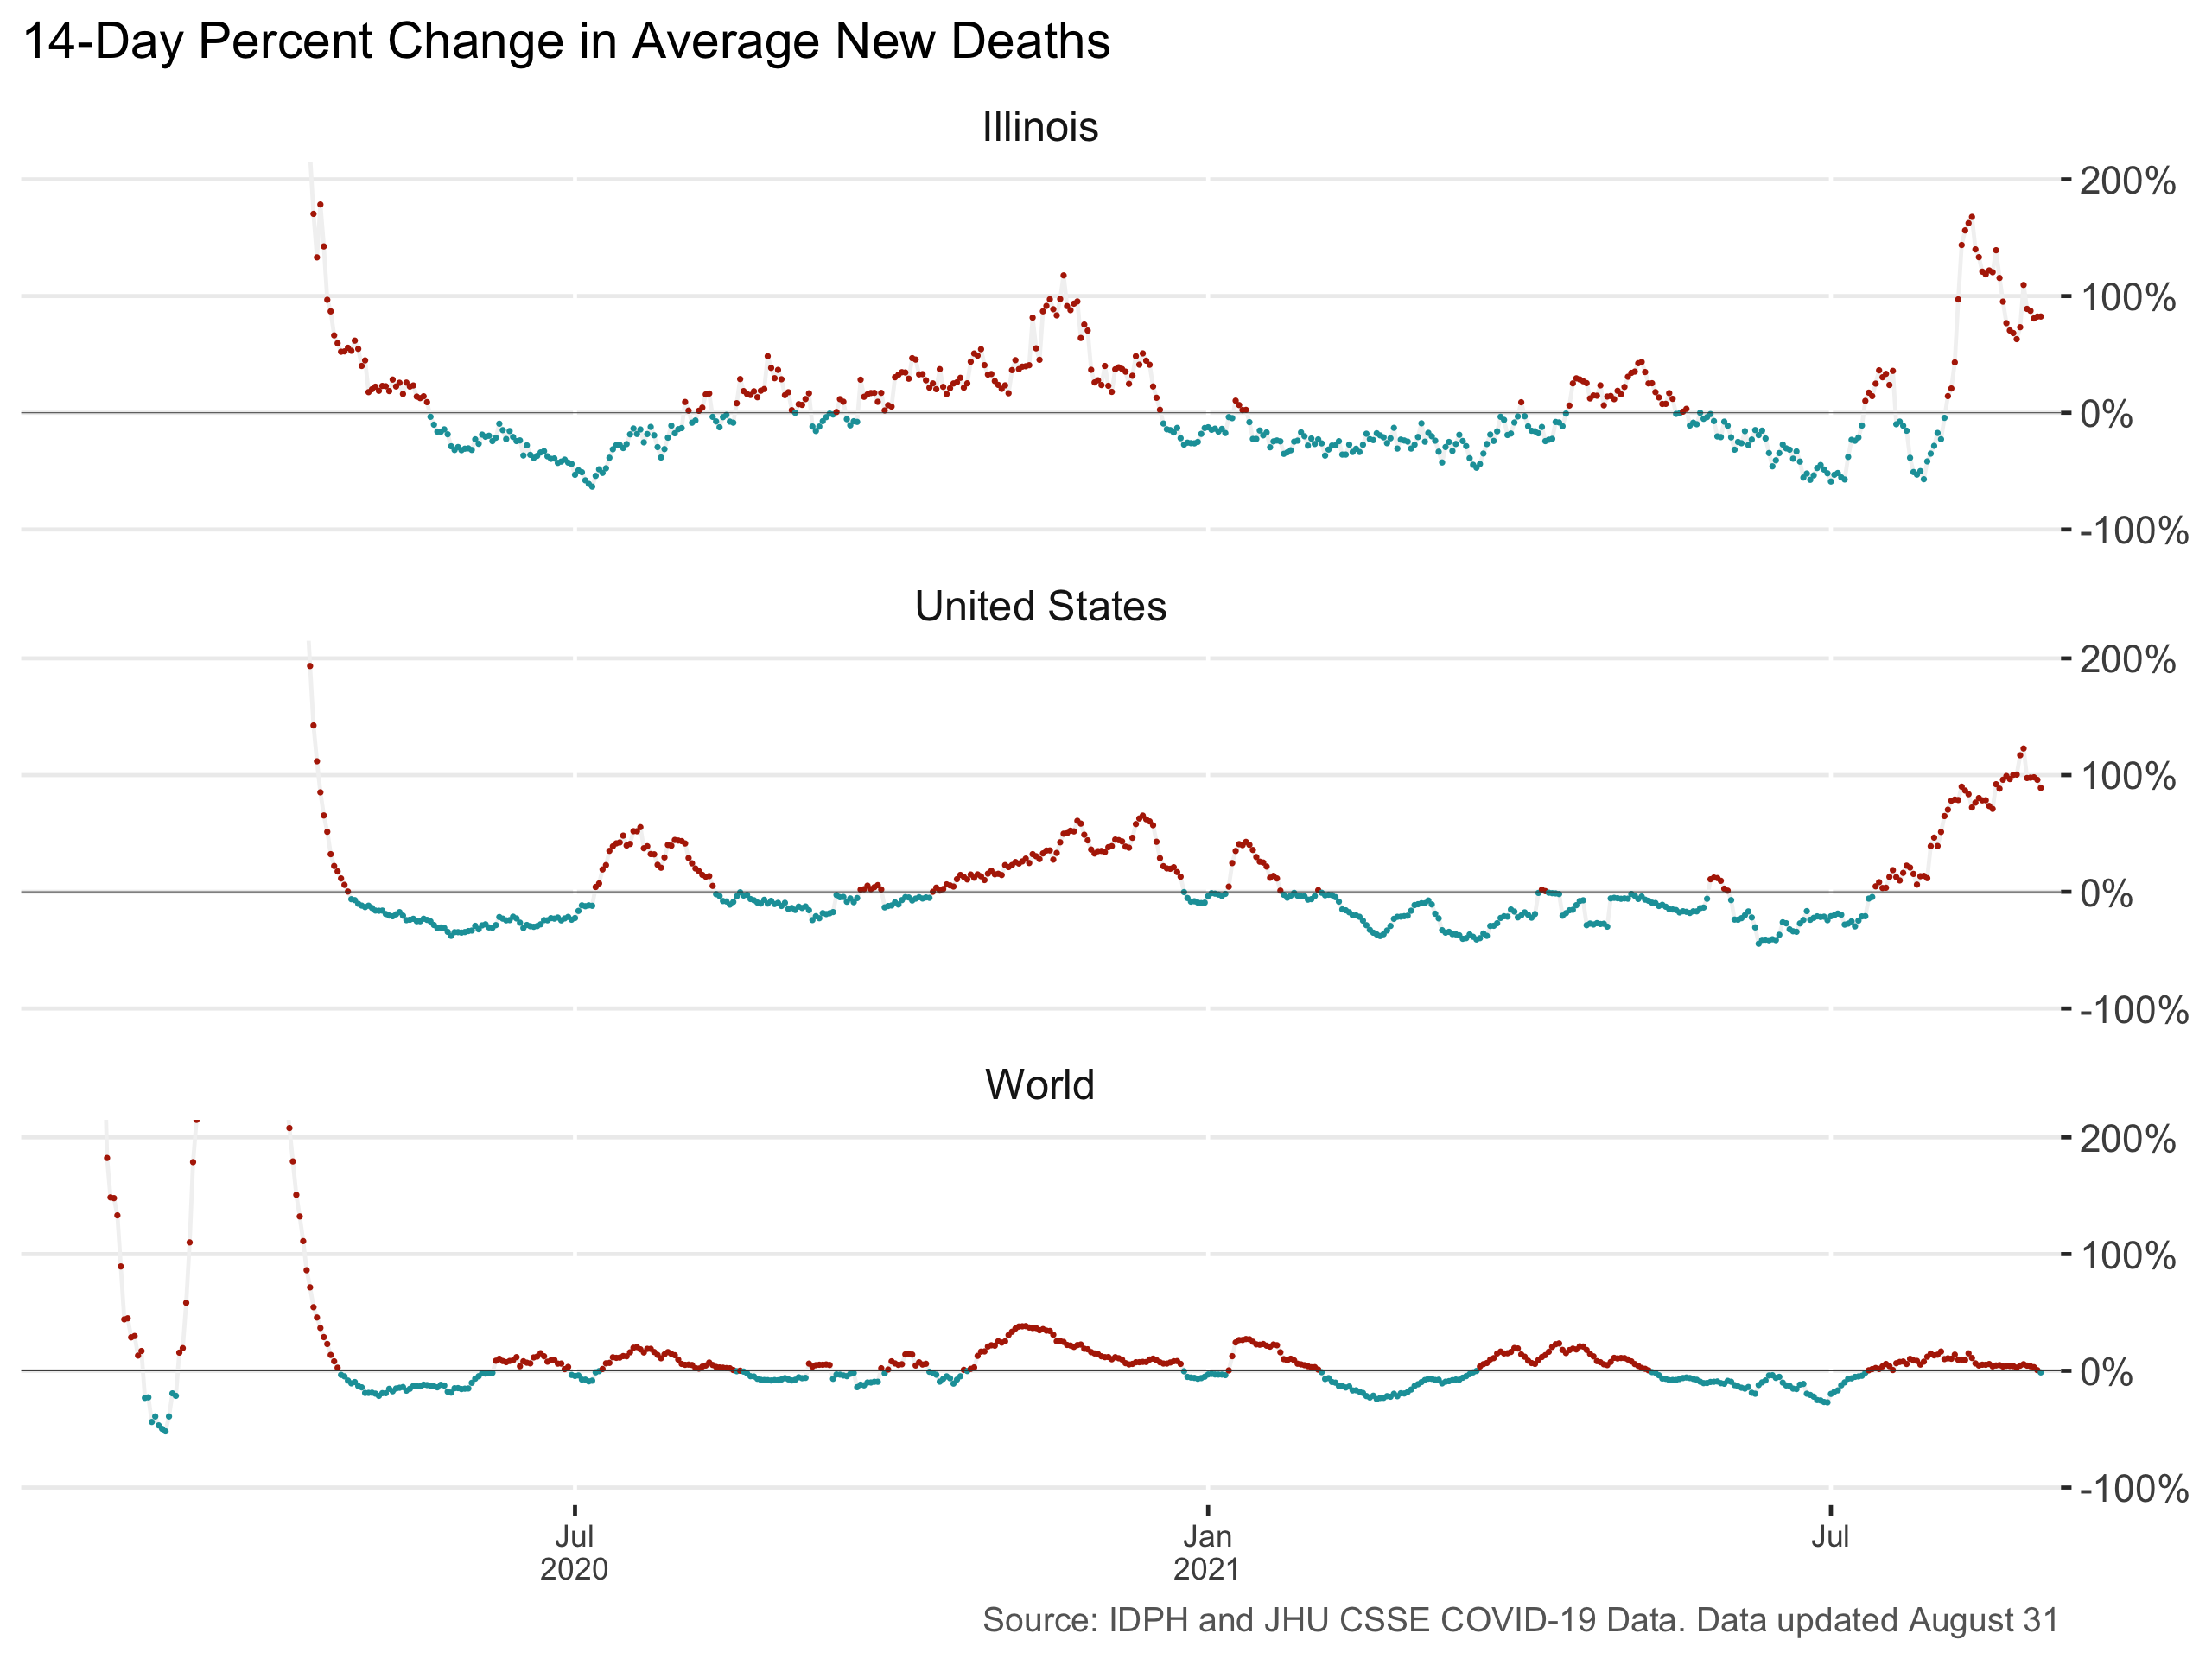 14-Day Percent Change in Average New Deaths
Illinois
200%
100%
0%
-100%
United States
200%
100%
0%
-100%
World
200%
100%
0%
-100%
Jul Jan Jul
2020 2021
Source: IDPH and JHU CSSE COVID-19 Data. Data updated August 31